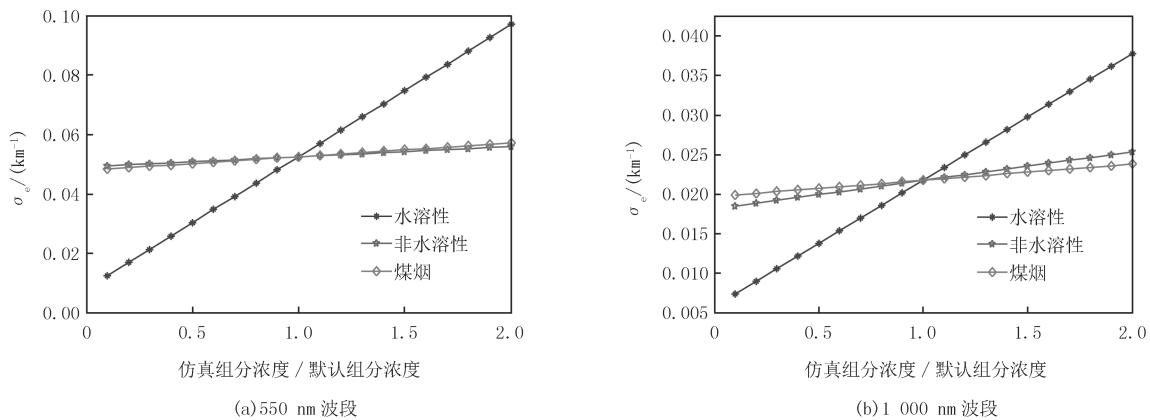 0.10
0.08
0.06
0.04
0.02
0.00
σe/(km⁻¹)
水溶性
非水溶性
煤烟
0 0.5 1.0 1.5 2.0
仿真组分浓度/默认组分浓度
(a)550 nm波段
0.040
0.035
0.030
0.025
0.020
0.015
0.010
0.005
σe/(km⁻¹)
水溶性
非水溶性
煤烟
0 0.5 1.0 1.5 2.0
仿真组分浓度/默认组分浓度
(b)1 000 nm波段